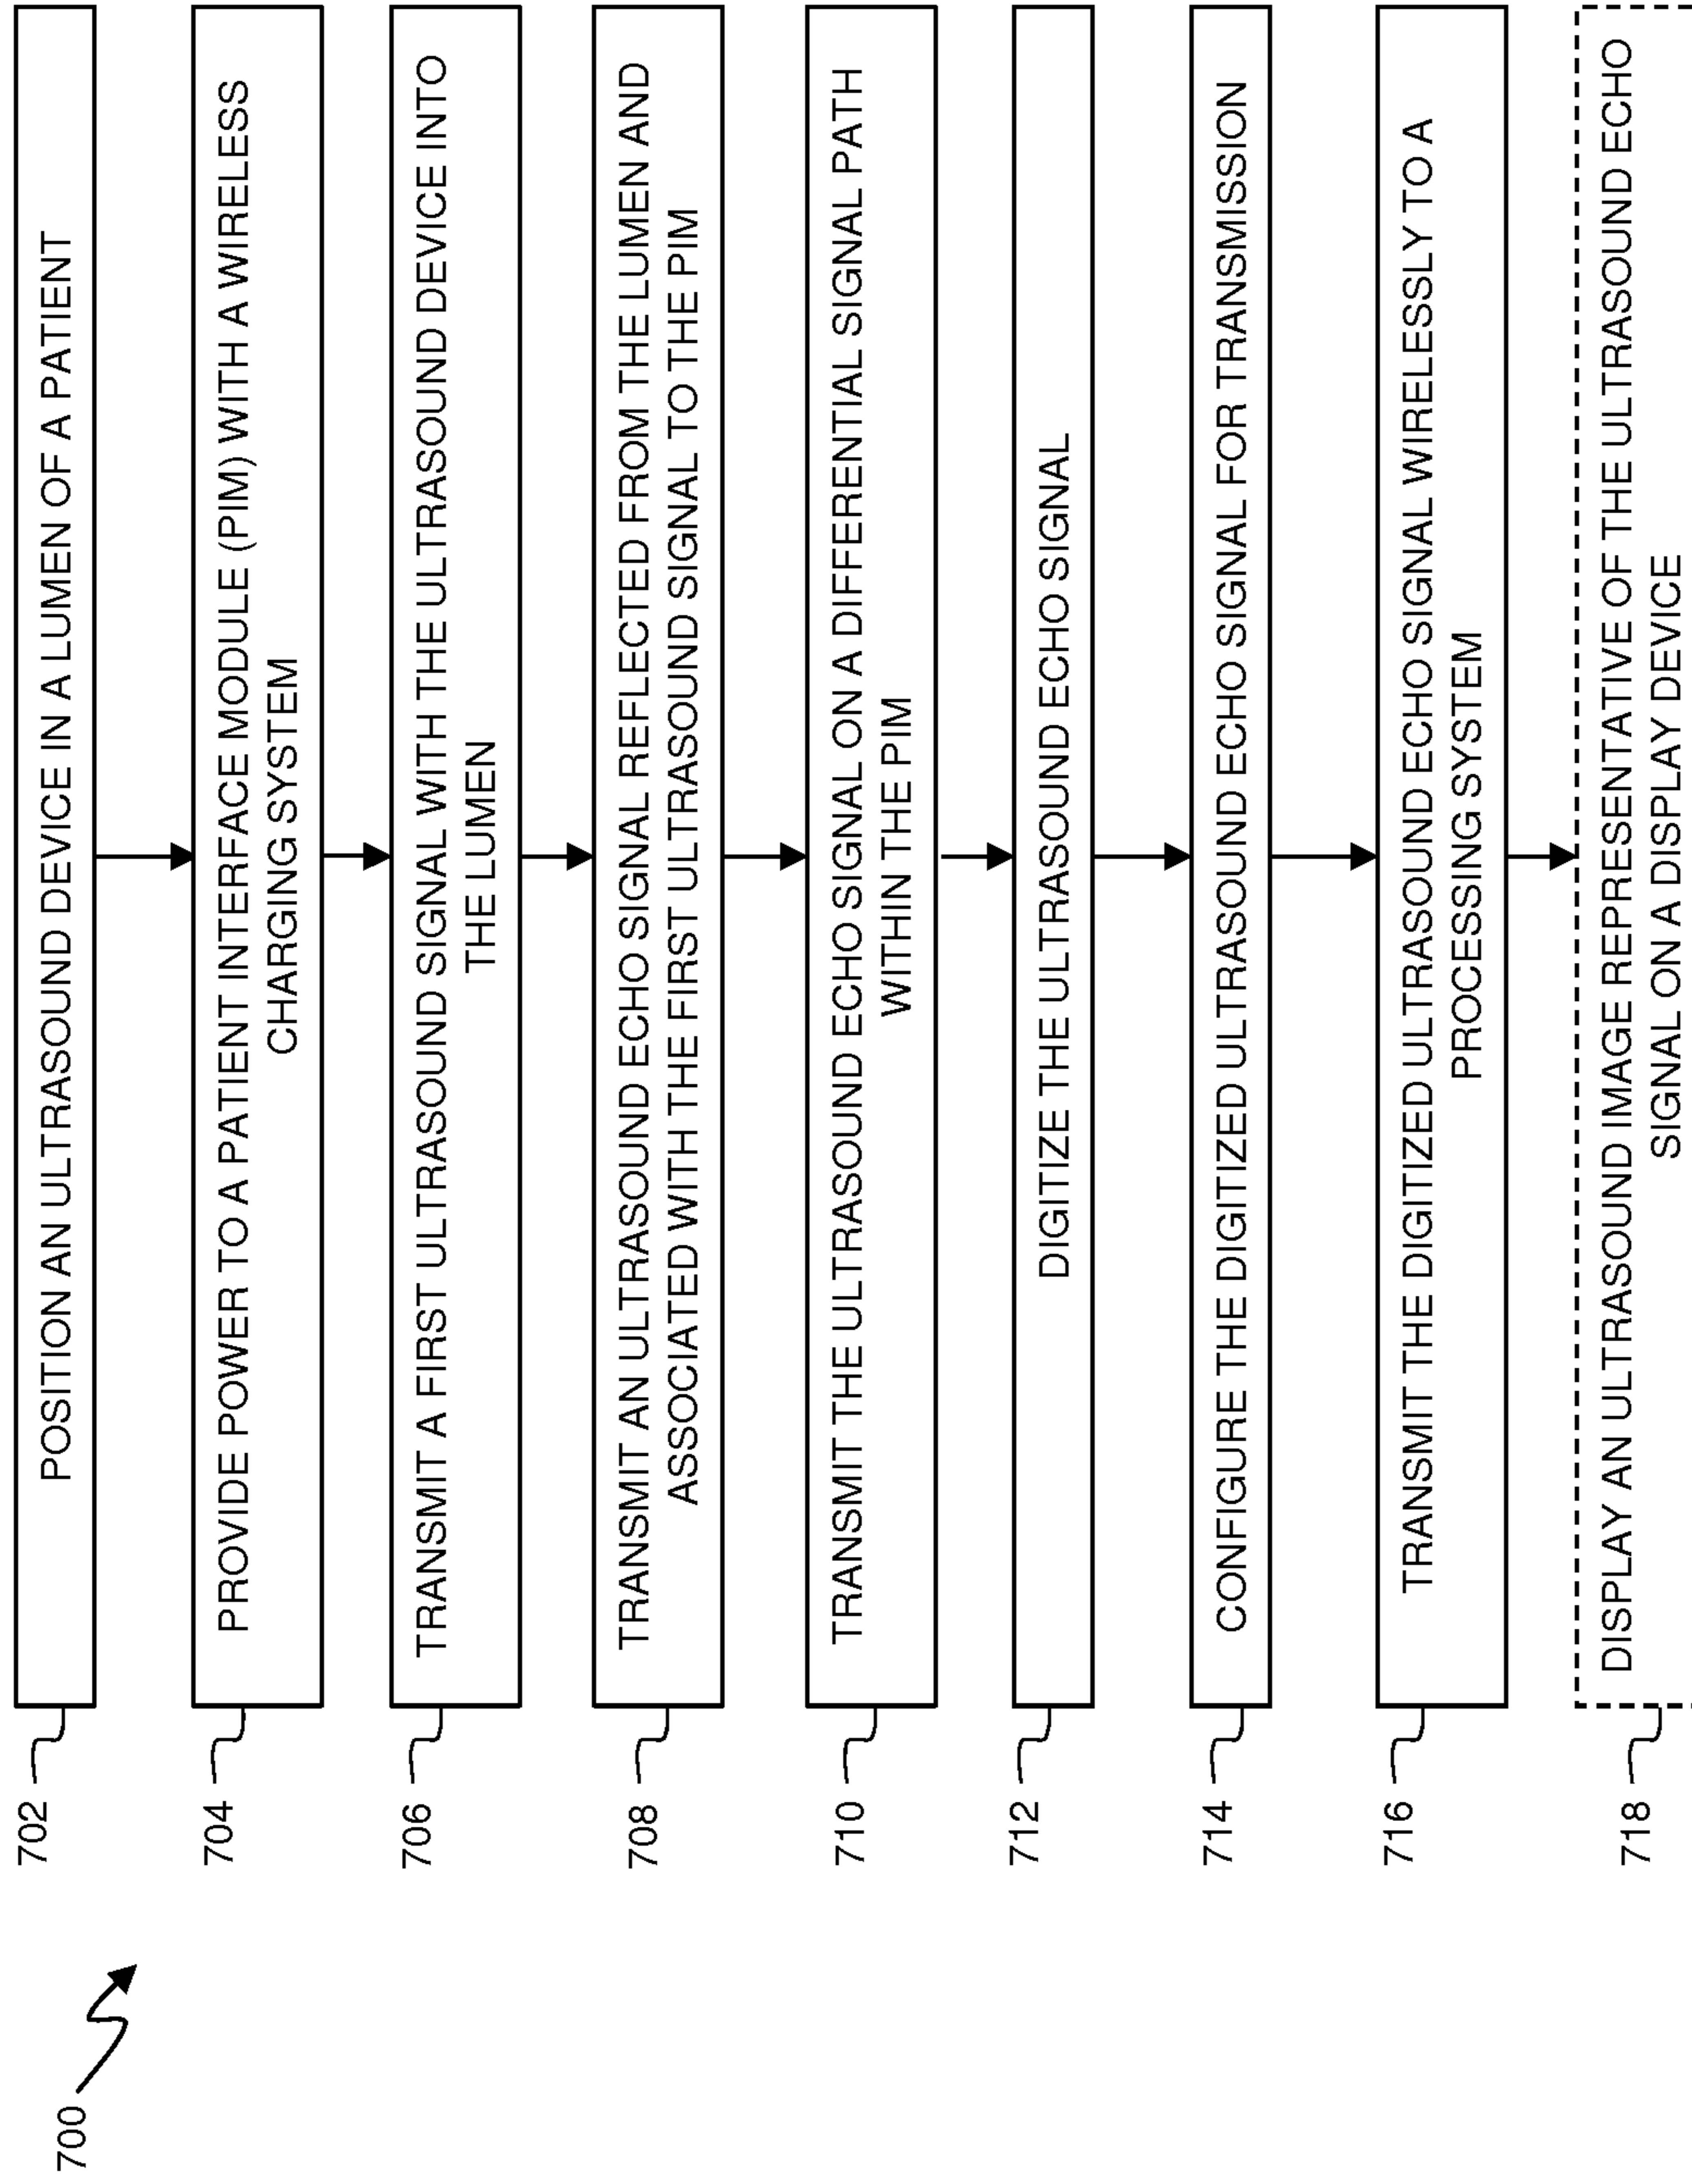 700
702
POSITION AN ULTRASOUND DEVICE IN A LUMEN OF A PATIENT
704
PROVIDE POWER TO A PATIENT INTERFACE MODULE (PIM) WITH A WIRELESS
CHARGING SYSTEM
706
TRANSMIT A FIRST ULTRASOUND SIGNAL WITH THE ULTRASOUND DEVICE INTO
THE LUMEN
708
TRANSMIT AN ULTRASOUND ECHO SIGNAL REFLECTED FROM THE LUMEN AND
ASSOCIATED WITH THE FIRST ULTRASOUND SIGNAL TO THE PIM
710
TRANSMIT THE ULTRASOUND ECHO SIGNAL ON A DIFFERENTIAL SIGNAL PATH
WITHIN THE PIM
712
DIGITIZE THE ULTRASOUND ECHO SIGNAL
714
CONFIGURE THE DIGITIZED ULTRASOUND ECHO SIGNAL FOR TRANSMISSION
716
TRANSMIT THE DIGITIZED ULTRASOUND ECHO SIGNAL WIRELESSLY TO A
PROCESSING SYSTEM
718
DISPLAY AN ULTRASOUND IMAGE REPRESENTATIVE OF THE ULTRASOUND ECHO
SIGNAL ON A DISPLAY DEVICE